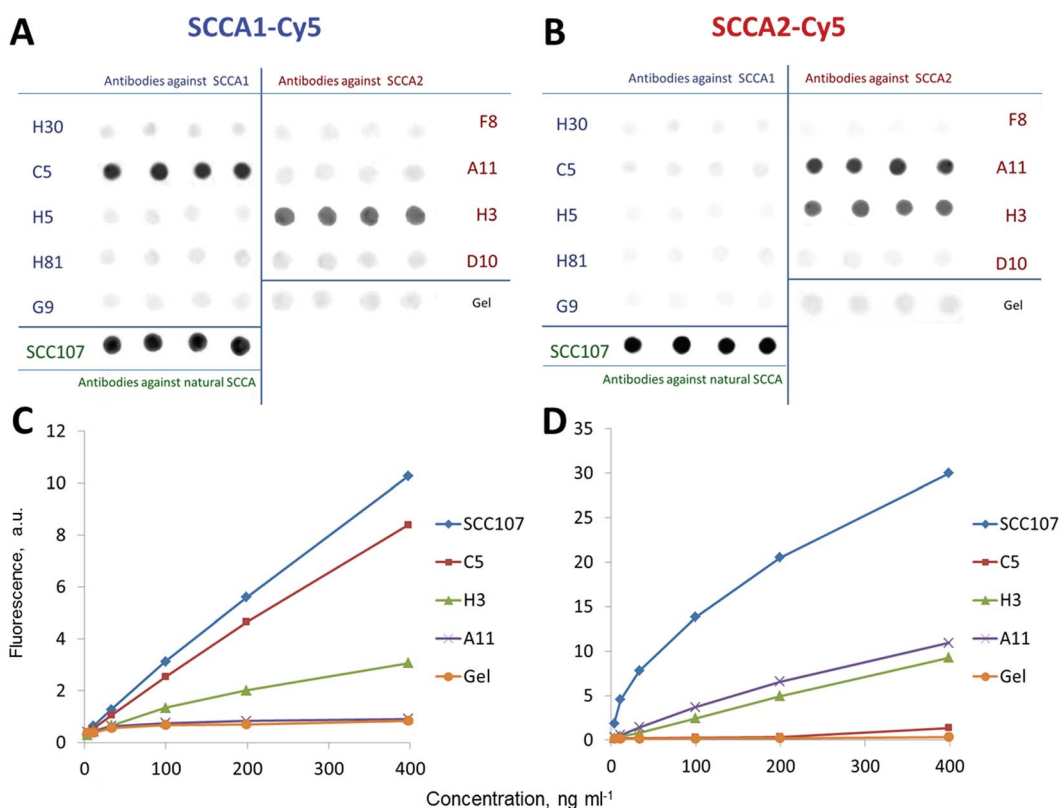 A
SCCA1-Cy5
Antibodies against SCCA1
Antibodies against SCCA2
H30
F8
C5
A11
H5
H3
H81
D10
G9
Gel
SCC107
Antibodies against natural SCCA
B
SCCA2-Cy5
Antibodies against SCCA1
Antibodies against SCCA2
H30
F8
C5
A11
H5
H3
H81
D10
G9
Gel
SCC107
Antibodies against natural SCCA
C
Fluorescence, a.u.
12
10
8
6
4
2
0
0 100 200 300 400
SCC107
C5
H3
A11
Gel
D
35
30
25
20
15
10
5
0
0 100 200 300 400
SCC107
C5
H3
A11
Gel
Concentration, ng ml-1